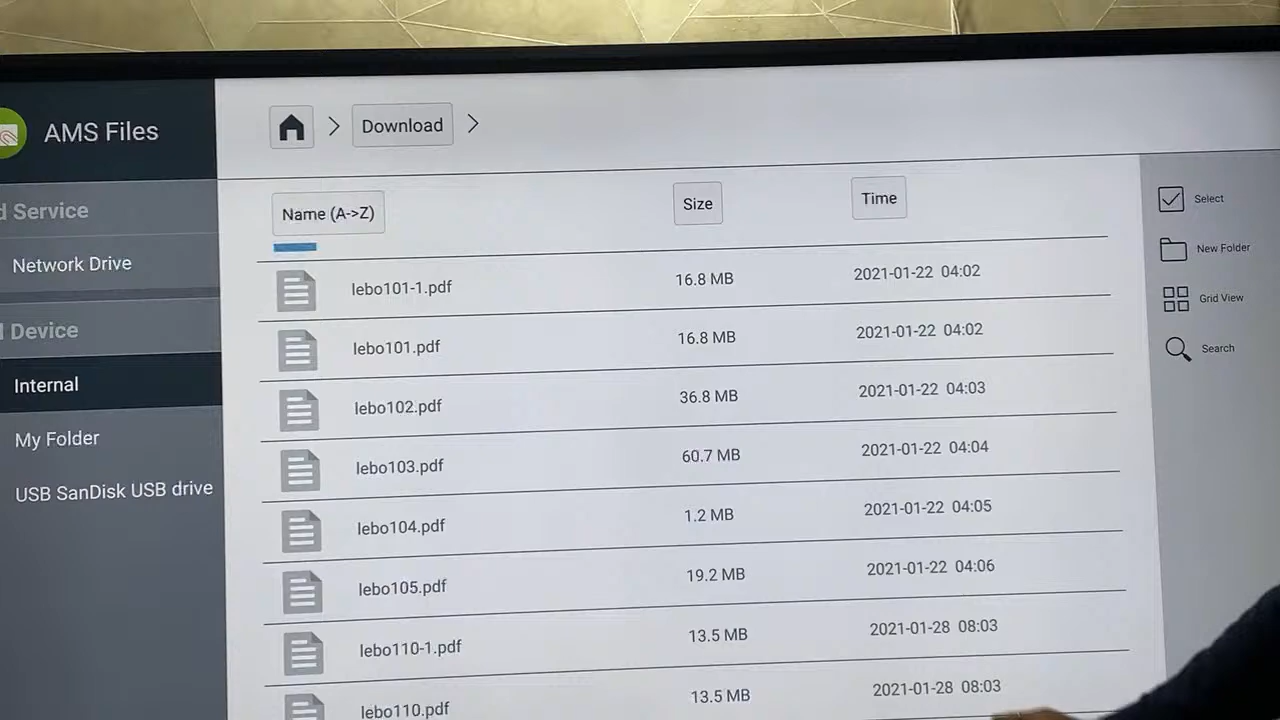 AMS Files
Download
d Service
Name (A->Z) Size Time
Select
Network Drive
New Folder
lebo101-1.pdf 16.8 MB 2021-01-22 04:02
Grid View
d Device
lebo101.pdf 16.8 MB 2021-01-22 04:02
Search
Internal
lebo102.pdf 36.8 MB 2021-01-22 04:03
My Folder
lebo103.pdf 60.7 MB 2021-01-22 04:04
USB SanDisk USB drive
lebo104.pdf 1.2 MB 2021-01-22 04:05
lebo105.pdf 19.2 MB 2021-01-22 04:06
lebo110-1.pdf 13.5 MB 2021-01-28 08:03
lebo110.pdf 13.5 MB 2021-01-28 08:03